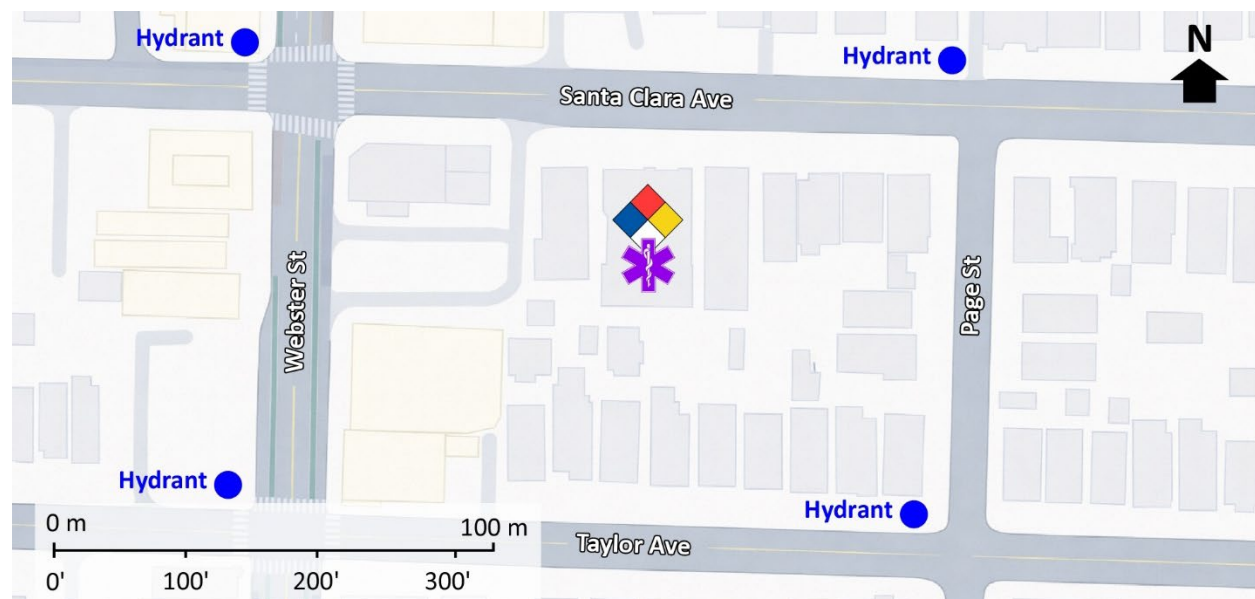 Hydrant
Hydrant
N
Santa Clara Ave
Webster St
Page St
Hydrant
Hydrant
Taylor Ave
0 m 100 m
0' 100' 200' 300'